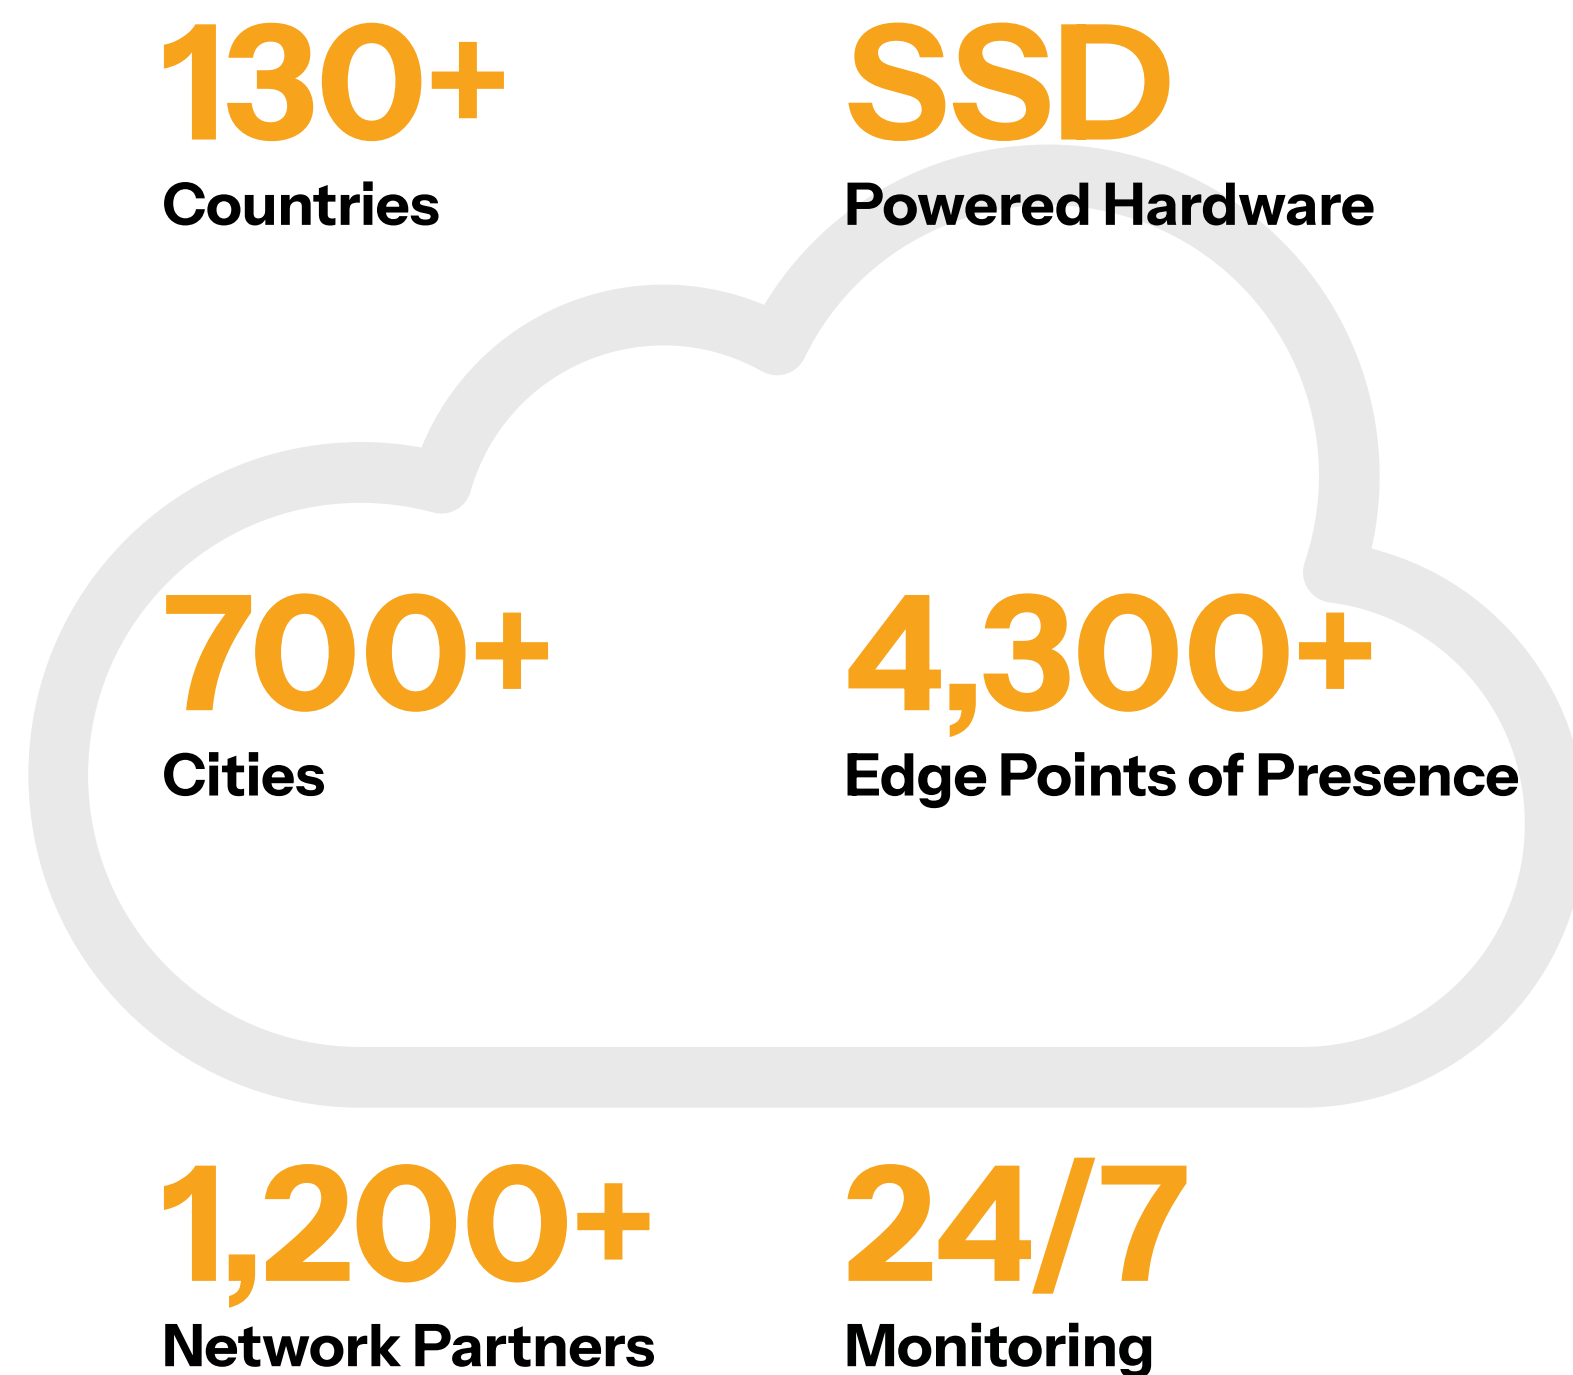 130+
Countries
SSD
Powered Hardware
700+
Cities
4,300+
Edge Points of Presence
1,200+
Network Partners
24/7
Monitoring